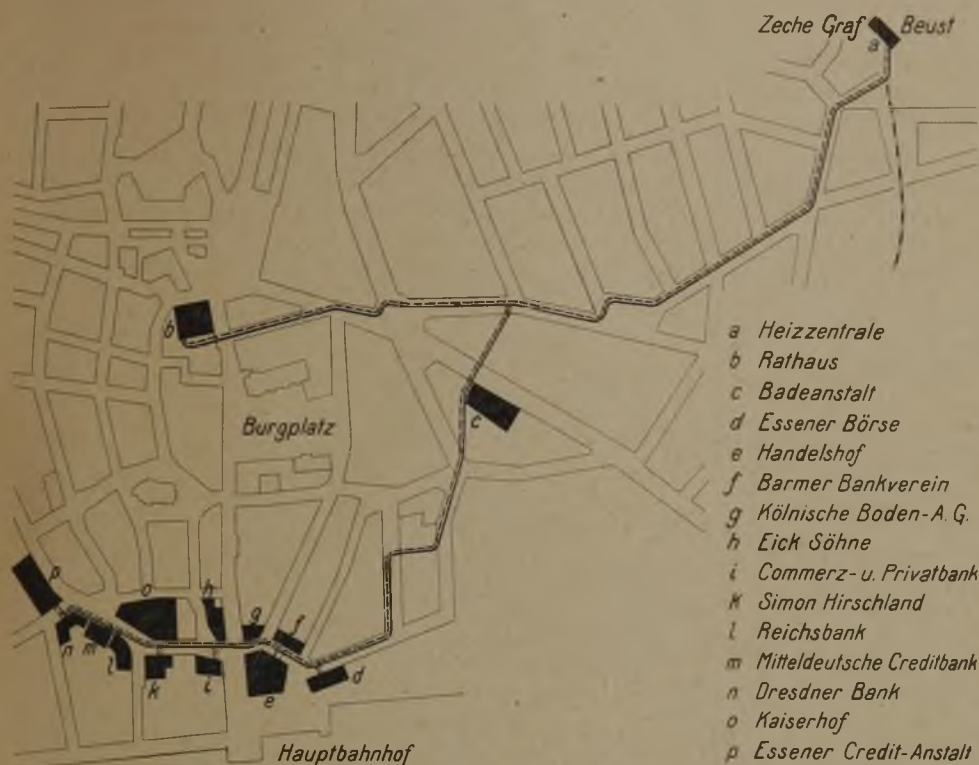 Zeche Graf Beust
a
b
c
Burgplatz
p
o
h
g
f
n
m
l
k
i
e
d
Hauptbahnhof
a Heizzentrale
b Rathaus
c Badeanstalt
d Essener Börse
e Handelshof
f Barmer Bankverein
g Kölnische Boden-A.G.
h Eick Söhne
i Commerz- u. Privatbank
k Simon Hirschland
l Reichsbank
m Mitteldeutsche Creditbank
n Dresdner Bank
o Kaiserhof
p Essener Credit-Anstalt